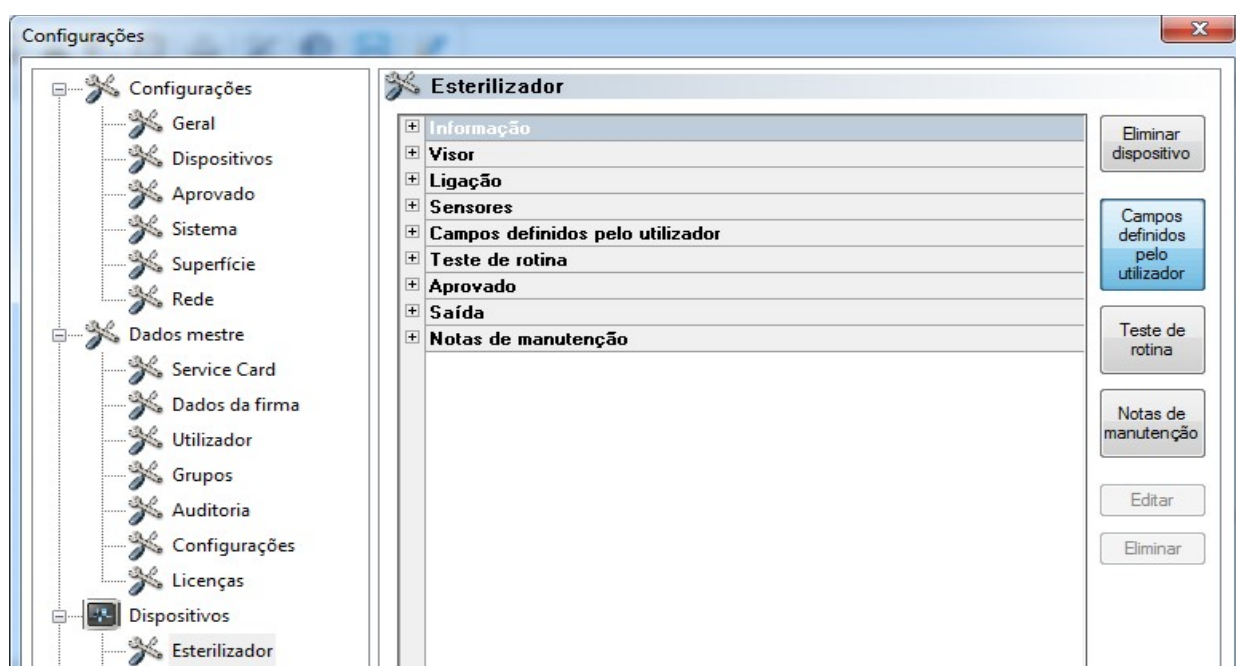 Configurações
Configurações
Geral
Dispositivos
Aprovado
Sistema
Superfície
Rede
Dados mestre
Service Card
Dados da firma
Utilizador
Grupos
Auditoria
Configurações
Licenças
Dispositivos
Esterilizador
Esterilizador
Informação
Visor
Ligação
Sensores
Campos definidos pelo utilizador
Teste de rotina
Aprovado
Saída
Notas de manutenção
Eliminar
dispositivo
Campos
definidos
pelo
utilizador
Teste de
rotina
Notas de
manutenção
Editar
Eliminar